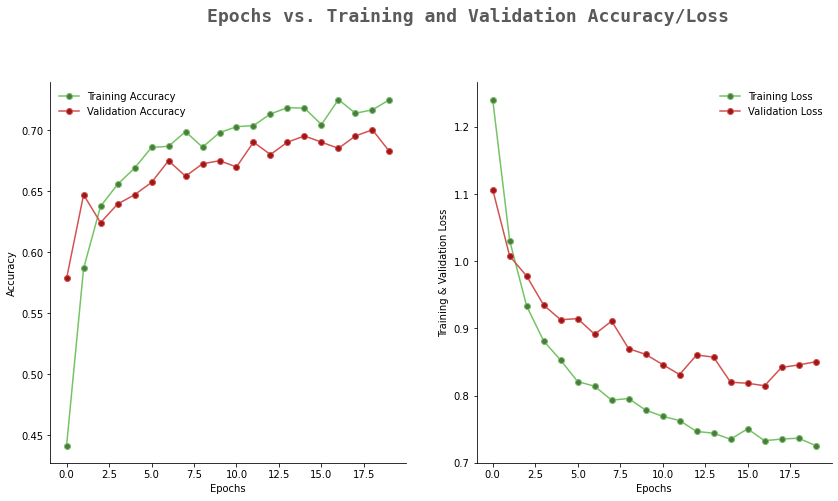 Epochs vs. Training and Validation Accuracy/Loss
Training Accuracy
Validation Accuracy
0.70
0.65
0.60
0.55
0.50
0.45
Accuracy
0.0 2.5 5.0 7.5 10.0 12.5 15.0 17.5
Epochs
Training Loss
Validation Loss
1.2
1.1
1.0
0.9
0.8
0.7
Training & Validation Loss
0.0 2.5 5.0 7.5 10.0 12.5 15.0 17.5
Epochs